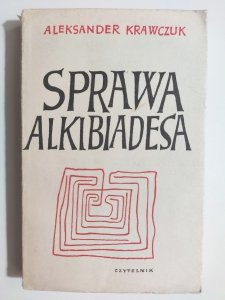 ALEKSANDER KRAWCZUK
SPRAWA
ALKIBIADESA
CZYTELNIK